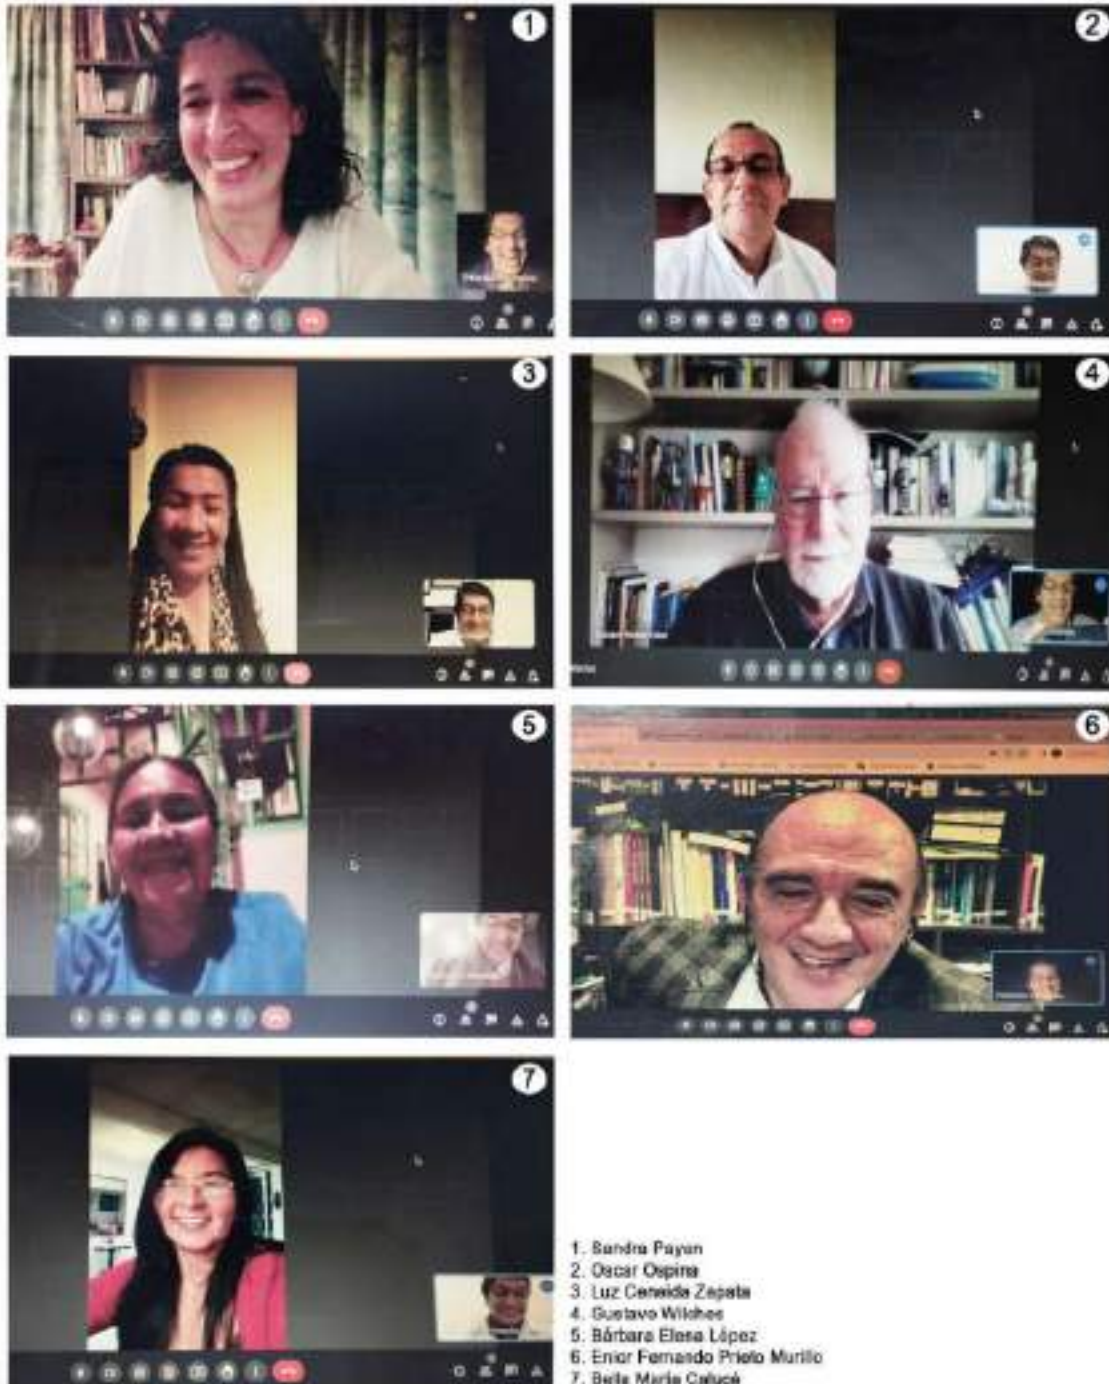 1
2
3
4
5
6
7
1. Sandra Payan
2. Oscar Ospina
3. Luz Ceneida Zapata
4. Gustavo Wilches
5. Bárbara Elena López
6. Enior Fernando Prieto Murillo
7. Bella María